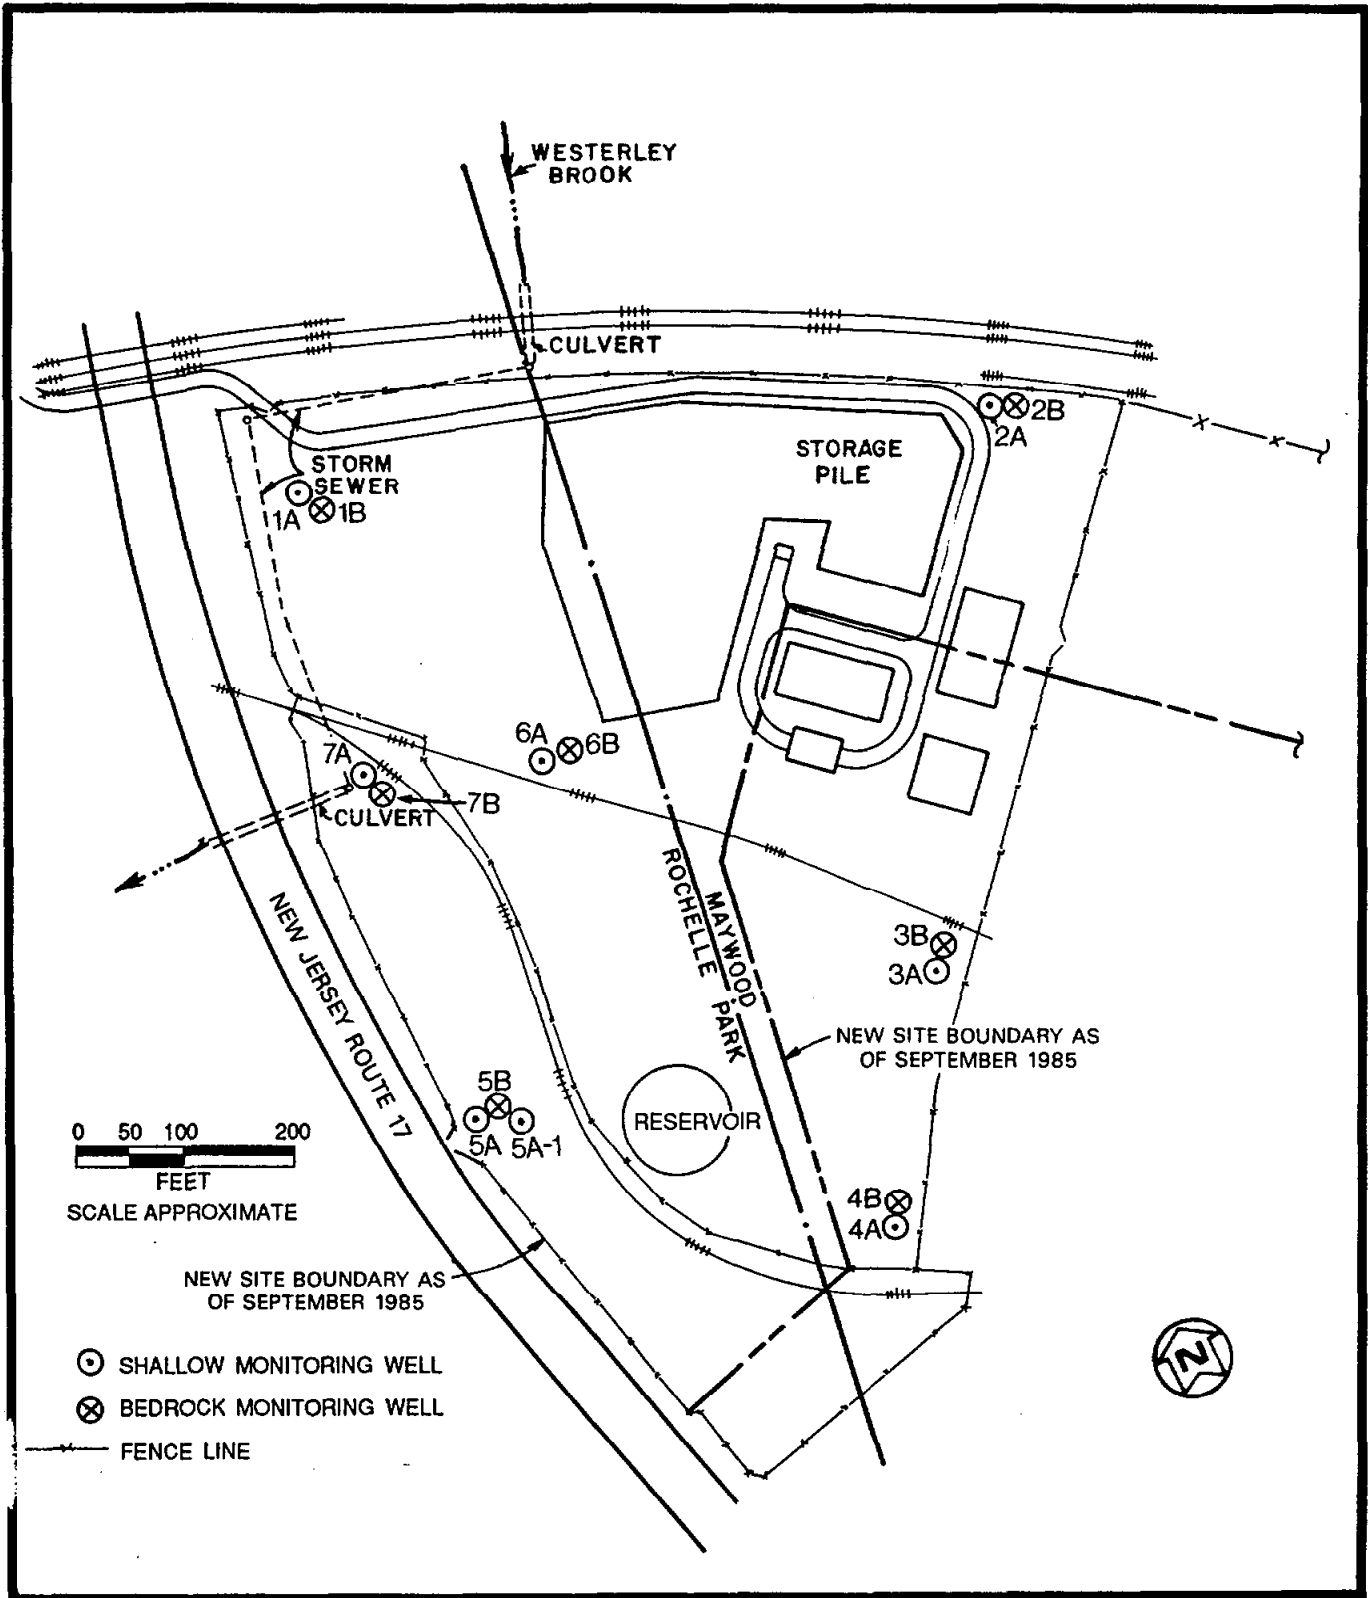 WESTERLEY
BROOK
CULVERT
2B
2A
STORAGE
PILE
STORM
SEWER
1A
1B
6A
6B
7A
7B
CULVERT
MAYWOOD
ROCHELLE PARK
NEW JERSEY ROUTE 17
3B
3A
NEW SITE BOUNDARY AS
OF SEPTEMBER 1985
5B
5A
5A-1
RESERVOIR
0 50 100 200
FEET
SCALE APPROXIMATE
4B
4A
NEW SITE BOUNDARY AS
OF SEPTEMBER 1985
N
SHALLOW MONITORING WELL
BEDROCK MONITORING WELL
FENCE LINE